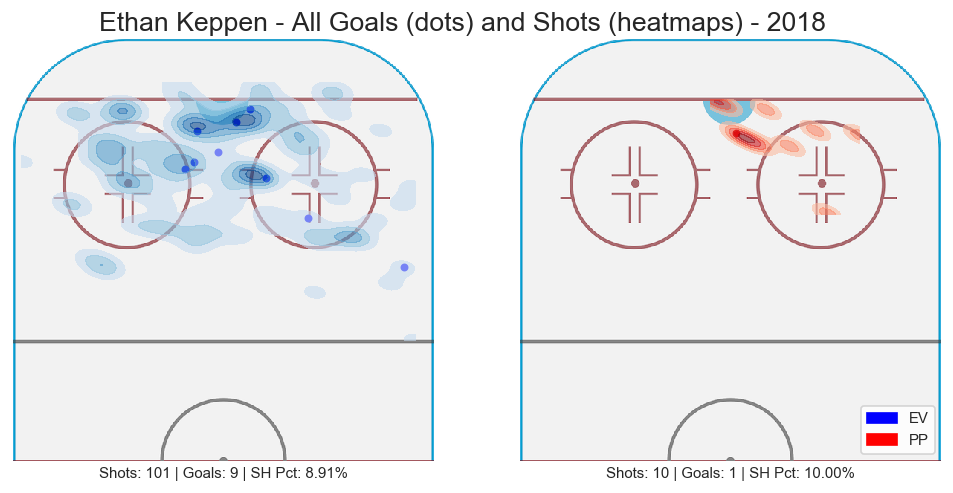 Ethan Keppen - All Goals (dots) and Shots (heatmaps) - 2018
EV
PP
Shots: 101 | Goals: 9 | SH Pct: 8.91%
Shots: 10 | Goals: 1 | SH Pct: 10.00%